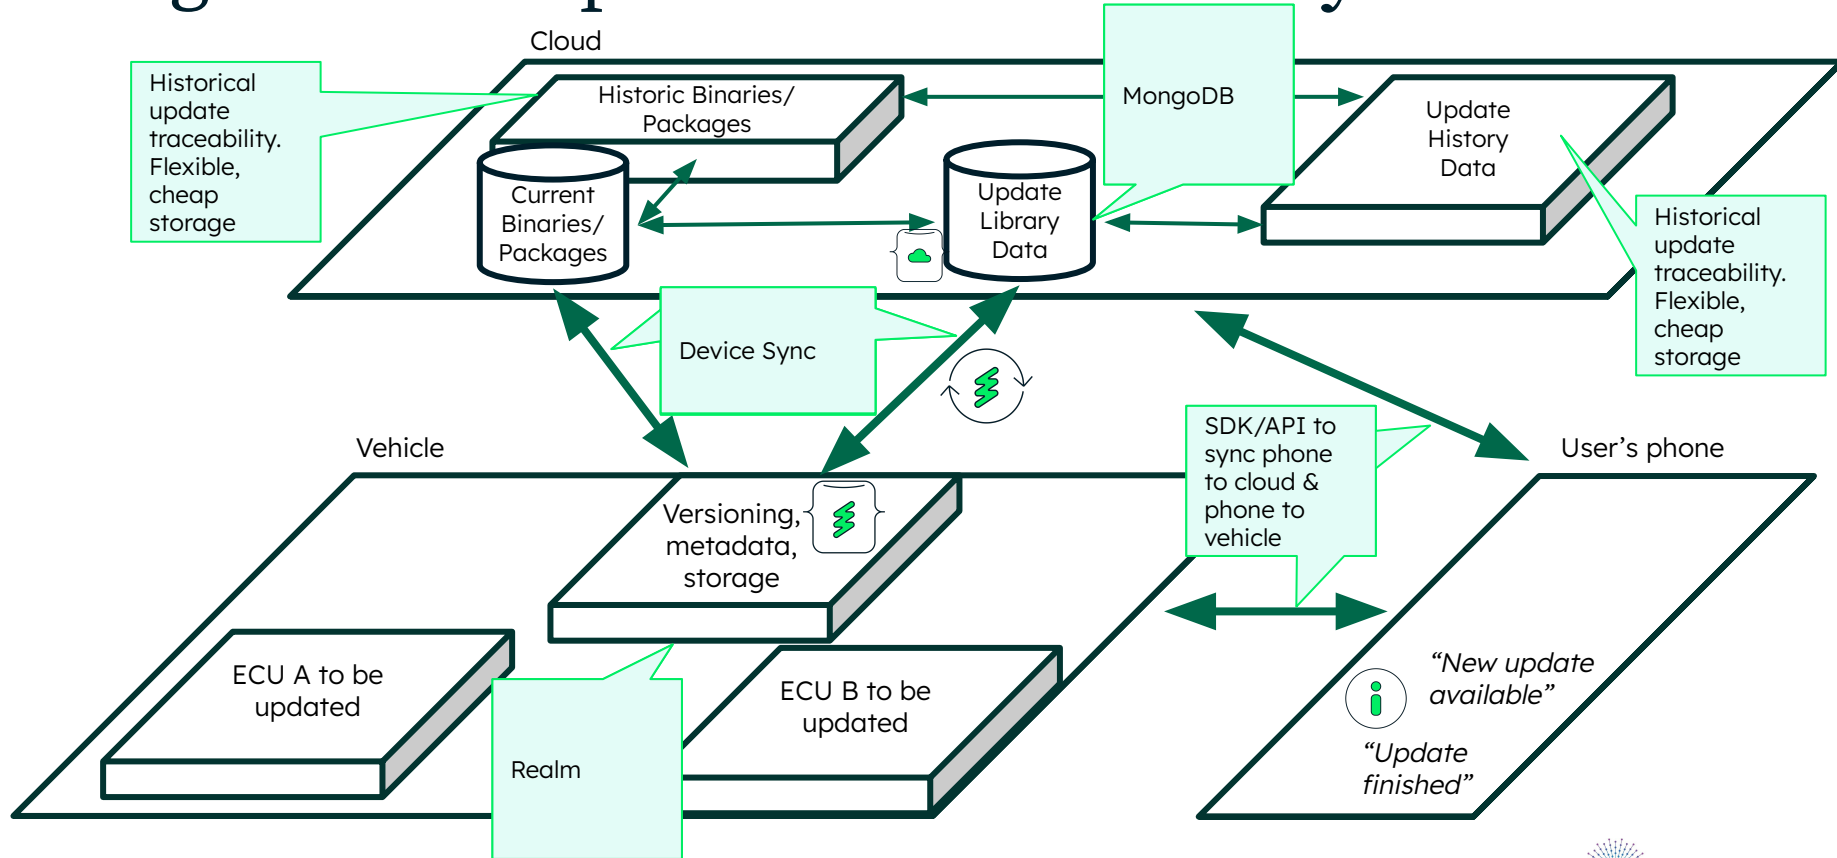 Cloud
Historical
update
traceability.
Flexible,
cheap
storage
Historic Binaries/
Packages
MongoDB
Update
History
Data
Current
Binaries/
Packages
Update
Library
Data
Historical
update
traceability.
Flexible,
cheap
storage
Device Sync
Vehicle
SDK/API to
sync phone
to cloud &
phone to
vehicle
User’s phone
Versioning,
metadata,
storage
ECU A to be
updated
ECU B to be
updated
Realm
“New update
available”
“Update
finished”